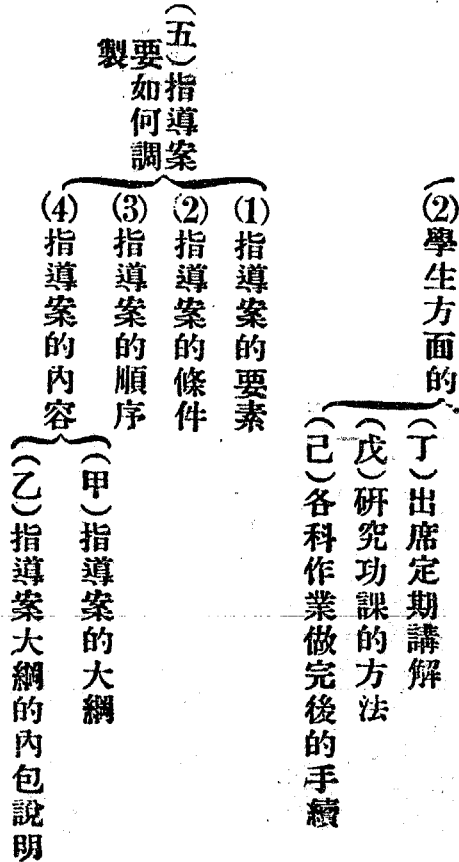 (2)學生方面的
(丁)出席定期講解
(戊)研究功課的方法
(己)各科作業做完後的手續
(五)指導案
要如何調
製
(1)指導案的要素
(2)指導案的條件
(3)指導案的順序
(4)指導案的內容
(甲)指導案的大綱
(乙)指導案大綱的內包說明